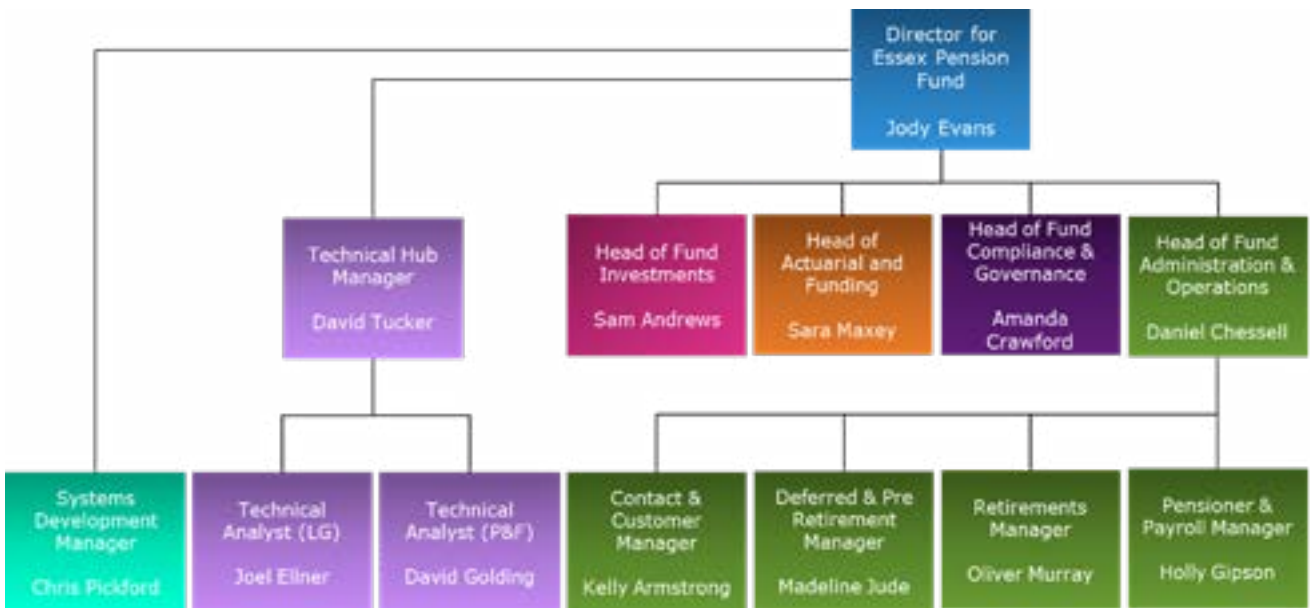 Director for
Essex Pension
Fund
Jody Evans
Technical Hub
Manager
David Tucker
Head of Fund
Investments
Sam Andrews
Head of
Actuarial and
Funding
Sara Maxey
Head of Fund
Compliance &
Governance
Amanda
Crawford
Head of Fund
Administration &
Operations
Daniel Chessell
Systems
Development
Manager
Chris Pickford
Technical
Analyst (LG)
Joel Ellner
Technical
Analyst (P&F)
David Golding
Contact &
Customer
Manager
Kelly Armstrong
Deferred & Pre
Retirement
Manager
Madeline Jude
Retirements
Manager
Oliver Murray
Pensioner &
Payroll Manager
Holly Gipson